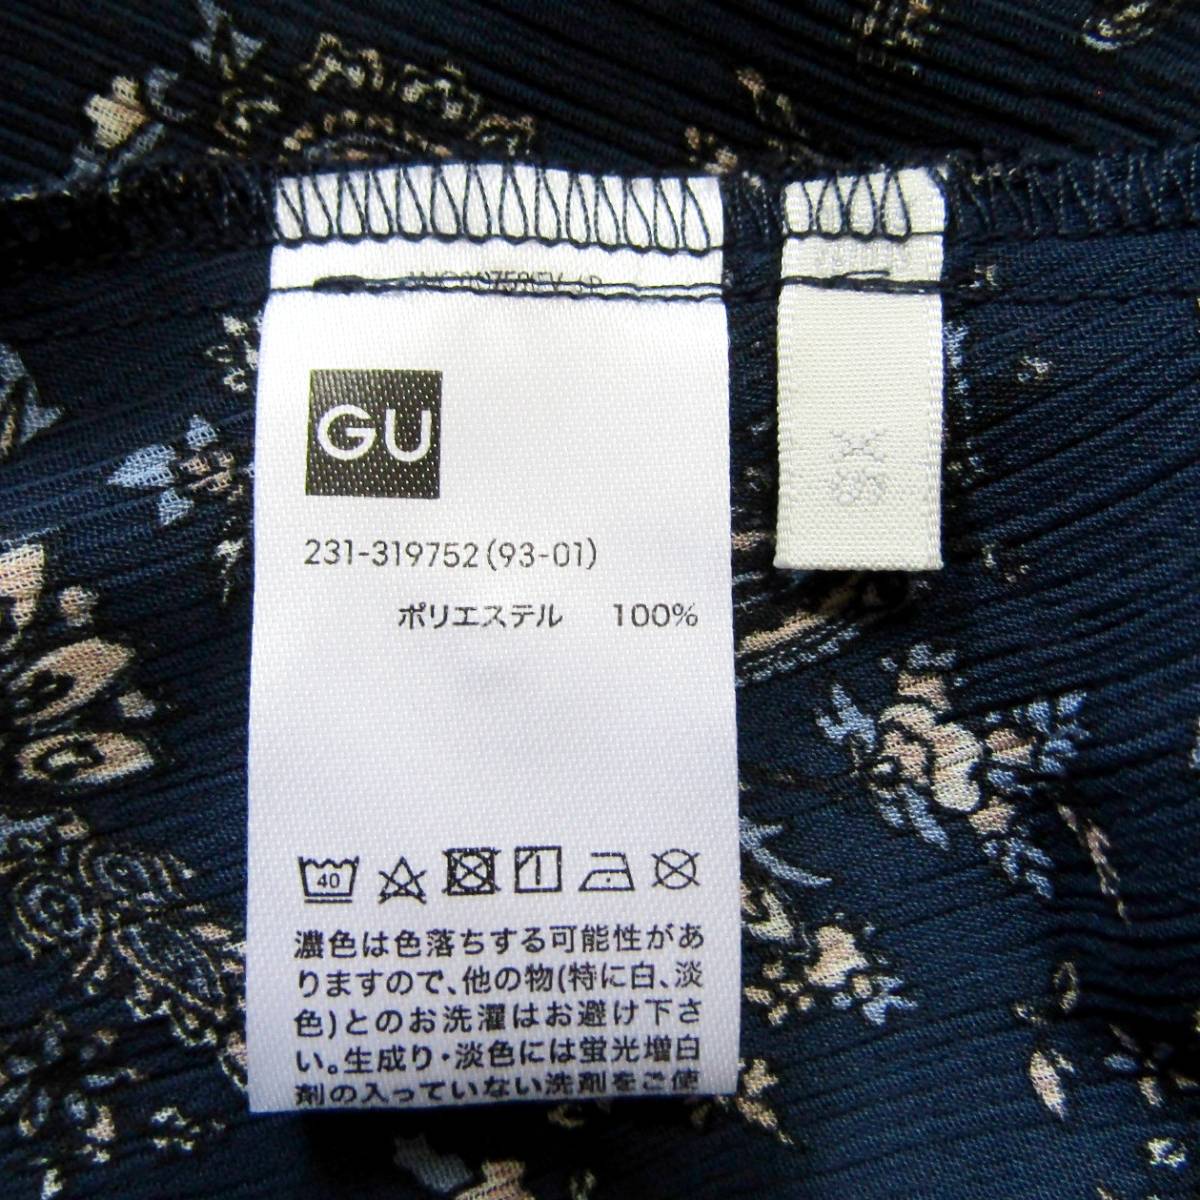 GU
231-319752(93-01)
ポリエステル 100%
40
濃色は色落ちする可能性があ
りますので、他の物(特に白、淡
色)とのお洗濯はお避け下さ
い。生成り・淡色には蛍光増白
剤の入っていない洗剤をご使